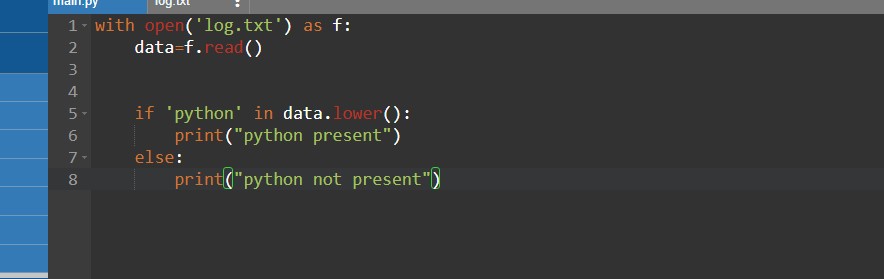 main.py log.txt ⋮
1 with open('log.txt') as f:
2     data=f.read()
3
4
5     if 'python' in data.lower():
6         print("python present")
7     else:
8         print("python not present")